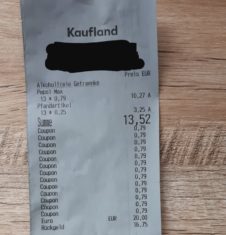 Kaufland
Preis EUR
Alkoholfreie Getraenke
Pepsi Max
13 * 0,79 10,27 A
Pfandartikel
13 * 0,25 3,25 A
Summe 13,52
Coupon 0,79
Coupon 0,79
Coupon 0,79
Coupon 0,79
Coupon 0,79
Coupon 0,79
Coupon 0,79
Coupon 0,79
Coupon 0,79
Coupon 0,79
Coupon 0,79
Coupon 0,79
Coupon 0,79
Euro EUR 20,00
Rückgeld 16,75